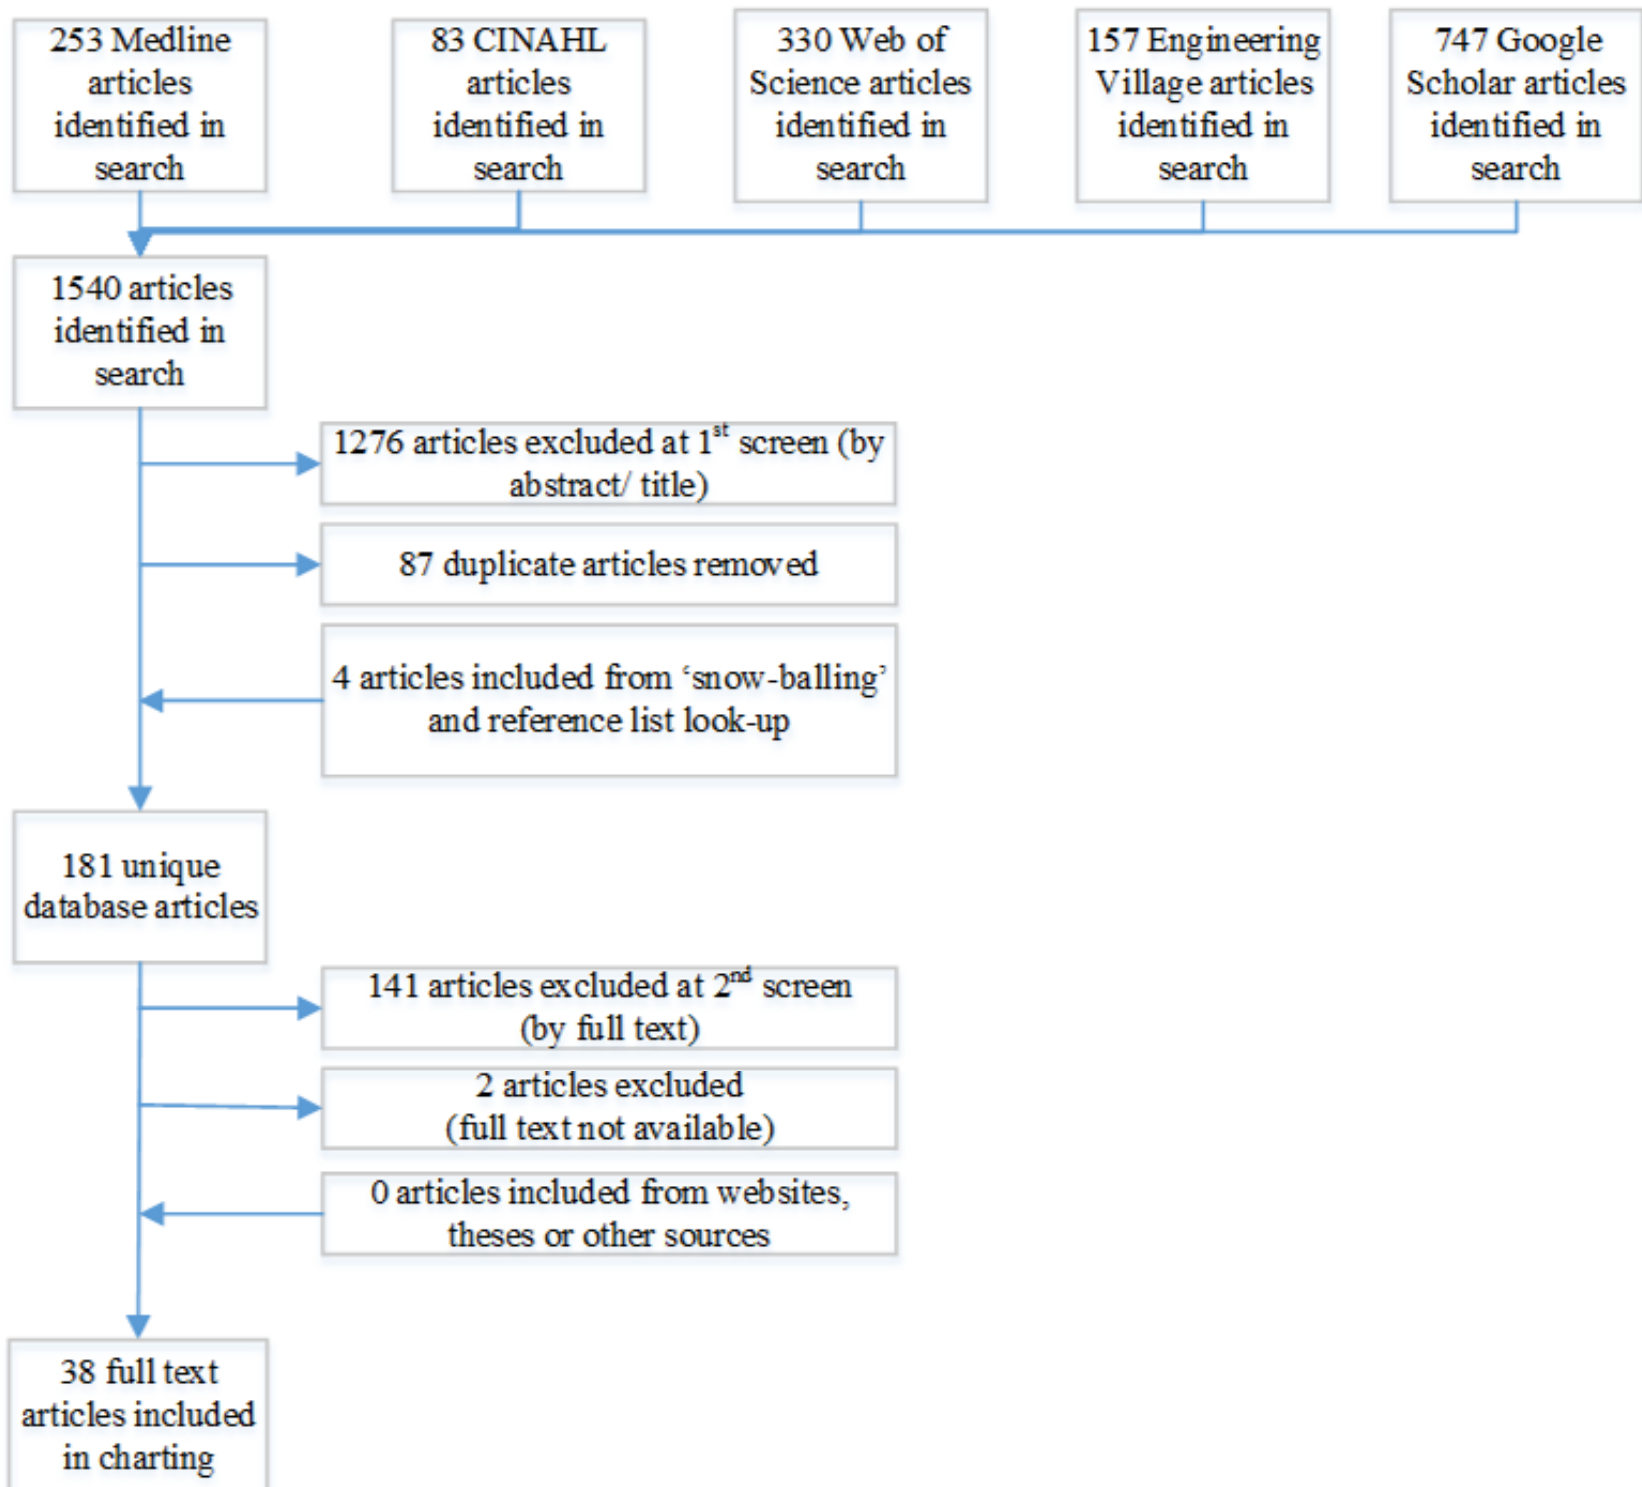 253 Medline
articles
identified in
search
83 CINAHL
articles
identified in
search
330 Web of
Science articles
identified in
search
157 Engineering
Village articles
identified in
search
747 Google
Scholar articles
identified in
search
1540 articles
identified in
search
1276 articles excluded at 1st screen (by
abstract/ title)
87 duplicate articles removed
4 articles included from ‘snow-balling’
and reference list look-up
181 unique
database articles
141 articles excluded at 2nd screen
(by full text)
2 articles excluded
(full text not available)
0 articles included from websites,
theses or other sources
38 full text
articles included
in charting